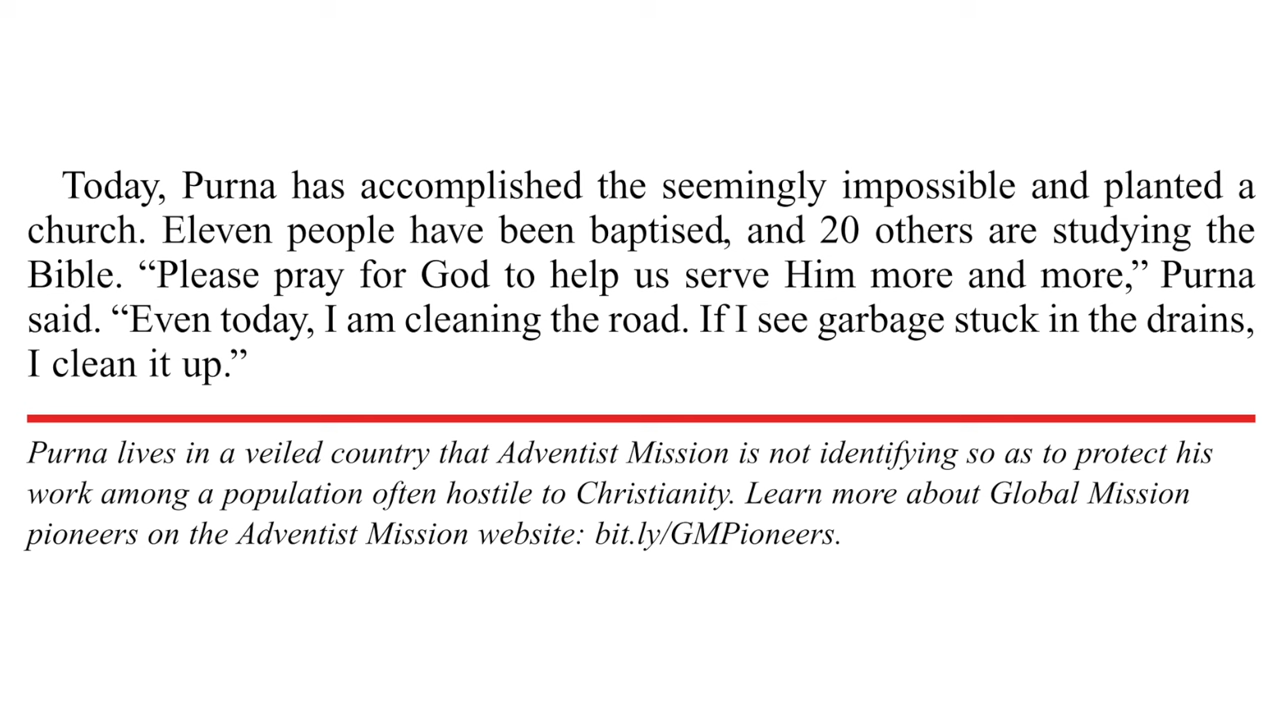 Today, Purna has accomplished the seemingly impossible and planted a
church. Eleven people have been baptised, and 20 others are studying the
Bible. “Please pray for God to help us serve Him more and more,” Purna
said. “Even today, I am cleaning the road. If I see garbage stuck in the drains,
I clean it up.”
Purna lives in a veiled country that Adventist Mission is not identifying so as to protect his
work among a population often hostile to Christianity. Learn more about Global Mission
pioneers on the Adventist Mission website: bit.ly/GMPioneers.